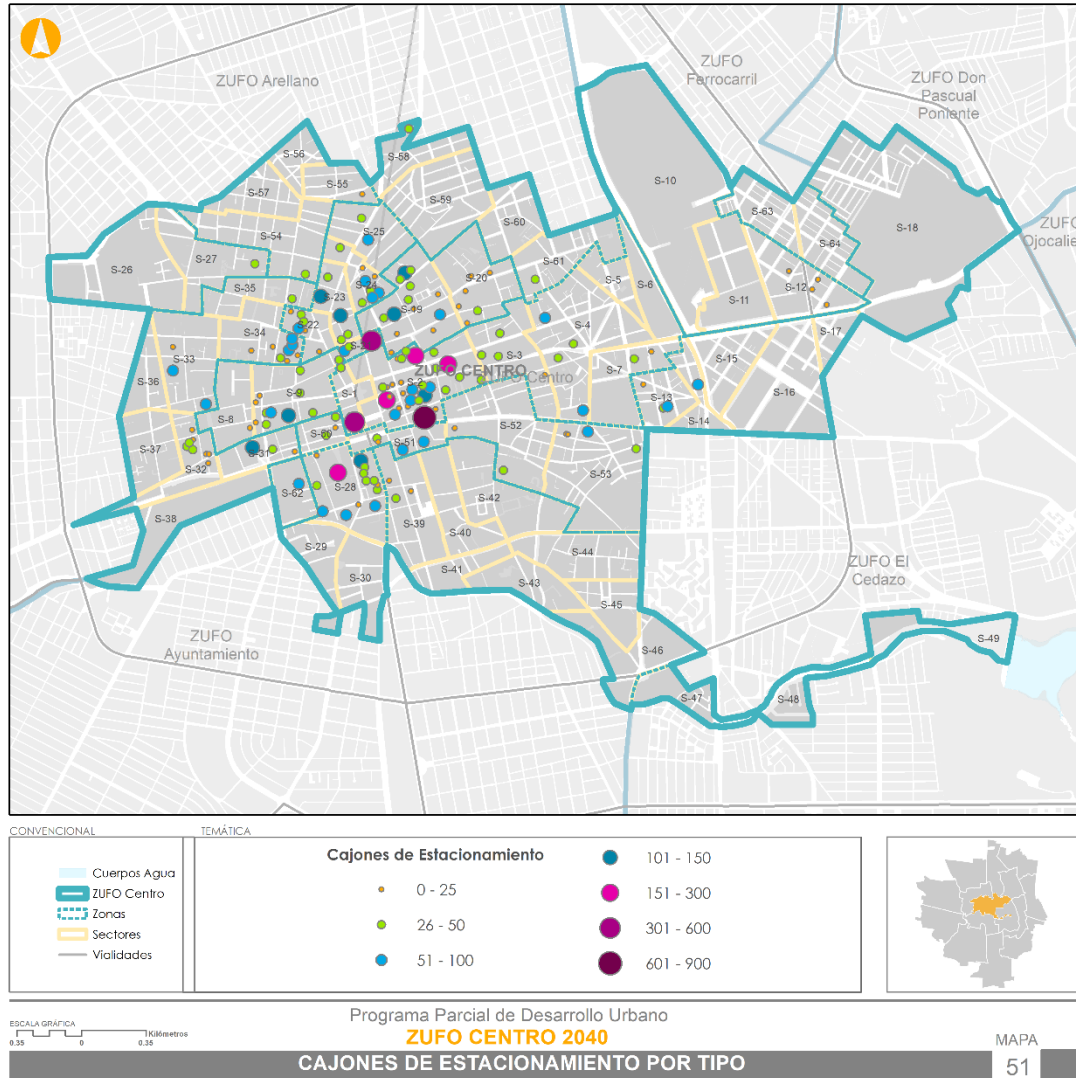 ZUFO Arellano
ZUFO
Ferrocarril
ZUFO Don
Pascual
Poniente
ZUFO
Ojocalie
S-56
S-58
S-55
S-57
S-59
S-10
S-63
S-18
S-64
S-54
S-25
S-60
S-27
S-26
S-61
S-5
S-6
S-35
S-24
S-20
S-12
S-23
S-19
S-11
S-22
S-34
S-4
S-17
S-33
S-3
S-7
S-15
ZUFO CENTRO
S-36
S-2
S-1
S-9
S-13
S-16
S-8
S-14
S-37
S-50
S-52
S-51
S-31
S-32
S-53
S-62
S-28
S-42
S-38
S-39
S-40
S-29
S-44
S-41
S-30
S-43
ZUFO El
Cedazo
S-45
ZUFO
Ayuntamiento
S-46
S-49
S-47
S-48
CONVENCIONAL
Cuerpos Agua
ZUFO Centro
Zonas
Sectores
Vialidades
TEMÁTICA
Cajones de Estacionamiento
0 - 25
26 - 50
51 - 100
101 - 150
151 - 300
301 - 600
601 - 900
ESCALA GRÁFICA
Kilómetros
0.35 0 0.35
Programa Parcial de Desarrollo Urbano
ZUFO CENTRO 2040
CAJONES DE ESTACIONAMIENTO POR TIPO
MAPA
51